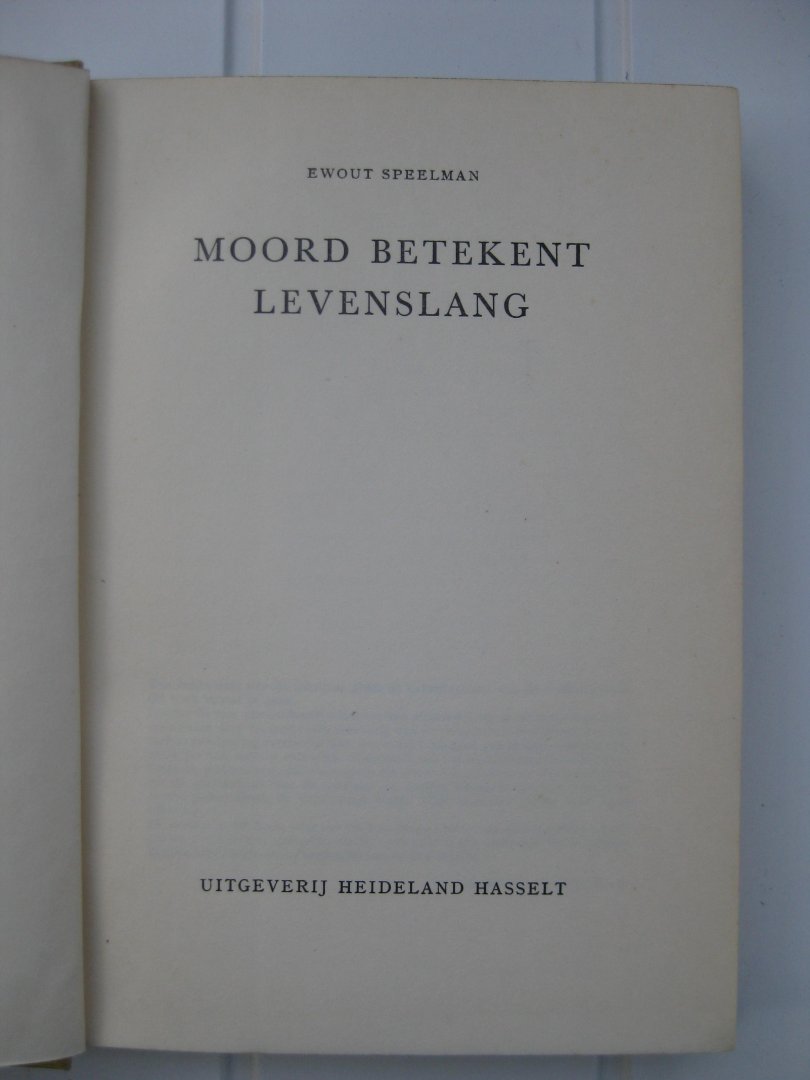 EWOUT SPEELMAN
MOORD BETEKENT
LEVENSLANG
UITGEVERIJ HEIDELAND HASSELT